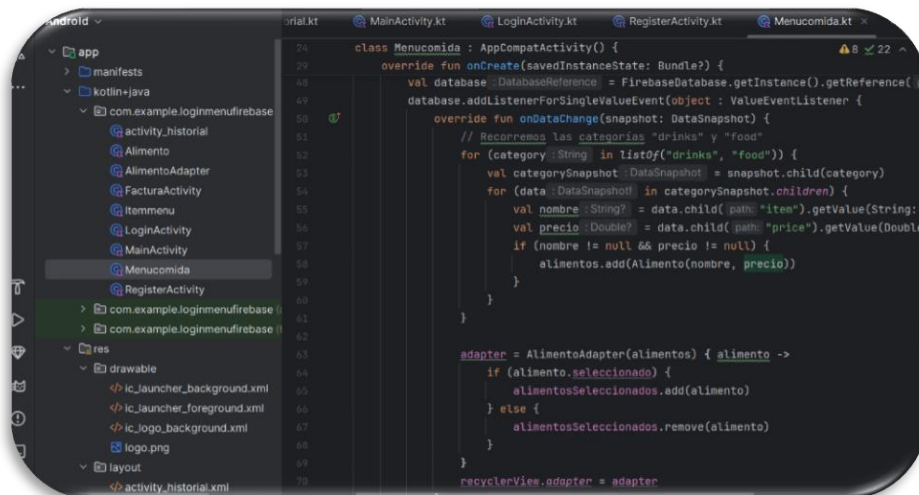 Android
app
manifests
kotlin+java
com.example.loginmenufirebase
activity_historial
Alimento
AlimentoAdapter
FacturaActivity
Itemmenu
LoginActivity
MainActivity
Menucomida
RegisterActivity
com.example.loginmenufirebase
com.example.loginmenufirebase
res
drawable
ic_launcher_background.xml
ic_launcher_foreground.xml
ic_logo_background.xml
logo.png
layout
activity_historial.xml
orial.kt MainActivity.kt LoginActivity.kt RegisterActivity.kt Menucomida.kt
8 22
24 class Menucomida : AppCompatActivity() {
29 override fun onCreate(savedInstanceState: Bundle?) {
48 val database : DatabaseReference = FirebaseDatabase.getInstance().getReference(
49 database.addListenerForSingleValueEvent(object : ValueEventListener {
50 override fun onDataChange(snapshot: DataSnapshot) {
51 // Recorremos las categorías "drinks" y "food"
52 for (category : String in listOf("drinks", "food")) {
53 val categorySnapshot : DataSnapshot = snapshot.child(category)
54 for (data : DataSnapshot! in categorySnapshot.children) {
55 val nombre : String? = data.child( path: "item").getValue(String:
56 val precio : Double? = data.child( path: "price").getValue(Doubl
57 if (nombre != null && precio != null) {
58 alimentos.add(Alimento(nombre, precio))
59 }
60 }
61 }
62
63 adapter = AlimentoAdapter(alimentos) { alimento ->
64 if (alimento.seleccionado) {
65 alimentosSeleccionados.add(alimento)
66 } else {
67 alimentosSeleccionados.remove(alimento)
68 }
69 }
70 recyclerView.adapter = adapter